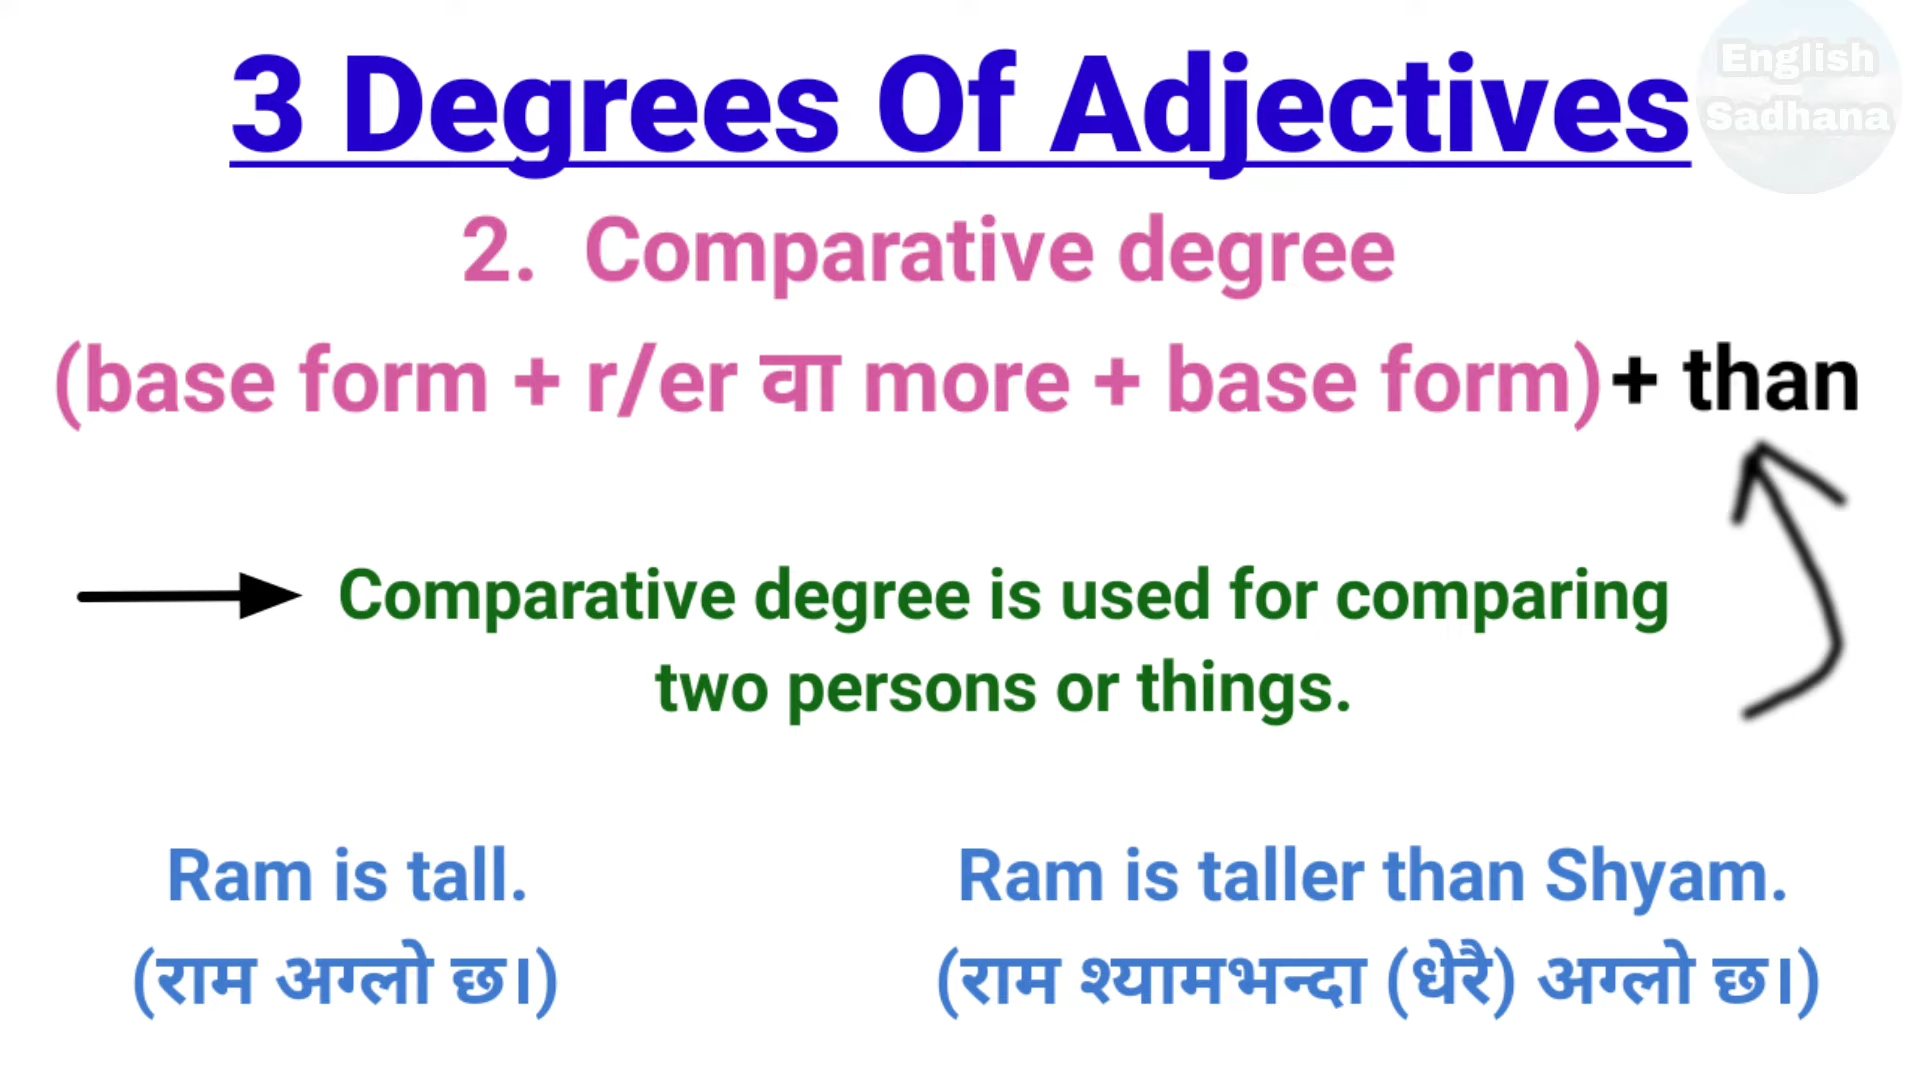 3 Degrees Of Adjectives
English
Sadhana
2. Comparative degree
(base form + r/er वा more + base form) + than
Comparative degree is used for comparing
two persons or things.
Ram is tall.
(राम अग्लो छ।)
Ram is taller than Shyam.
(राम श्यामभन्दा (धेरै) अग्लो छ।)